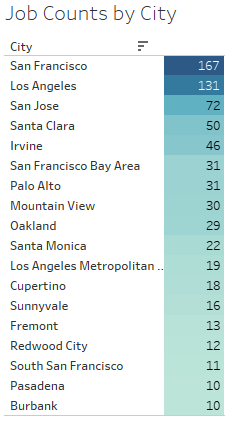 Job Counts by City
City
San Francisco 167
Los Angeles 131
San Jose 72
Santa Clara 50
Irvine 46
San Francisco Bay Area 31
Palo Alto 31
Mountain View 30
Oakland 29
Santa Monica 22
Los Angeles Metropolitan .. 19
Cupertino 18
Sunnyvale 16
Fremont 13
Redwood City 12
South San Francisco 11
Pasadena 10
Burbank 10